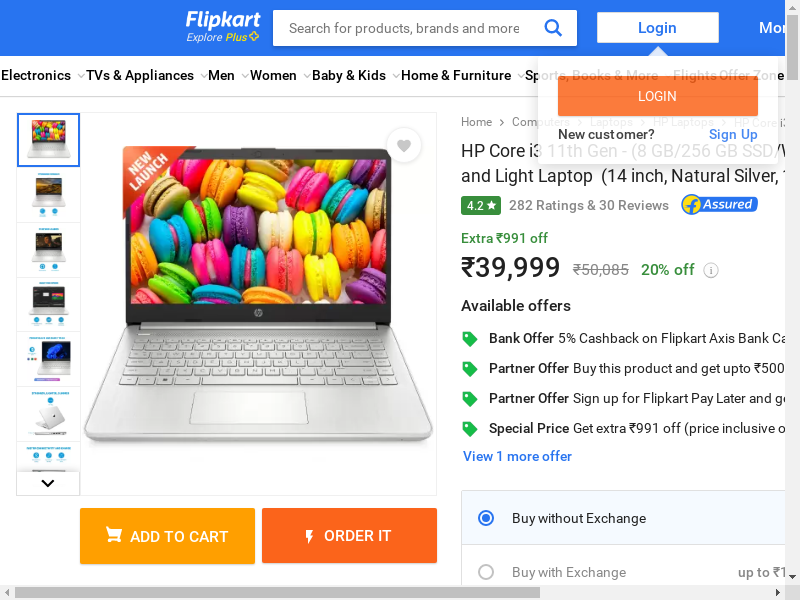 Flipkart
Explore Plus
Search for products, brands and more
Login
Electronics
TVs & Appliances
Men
Women
Baby & Kids
Home & Furniture
Sports, Books & More
Flights
Offer Zone
LOGIN
New customer?
Sign Up
Home
Computers
Laptops
HP Laptops
HP Core i3
HP Core i3 11th Gen - (8 GB/256 GB SSD/
and Light Laptop (14 inch, Natural Silver,
4.2
282 Ratings & 30 Reviews
Assured
Extra ₹991 off
₹39,999
₹50,085
20% off
Available offers
Bank Offer 5% Cashback on Flipkart Axis Bank
Partner Offer Buy this product and get upto ₹500
Partner Offer Sign up for Flipkart Pay Later and
Special Price Get extra ₹991 off (price inclusive
View 1 more offer
Buy without Exchange
Buy with Exchange
up to ₹1
NEW LAUNCH
hp
ADD TO CART
ORDER IT